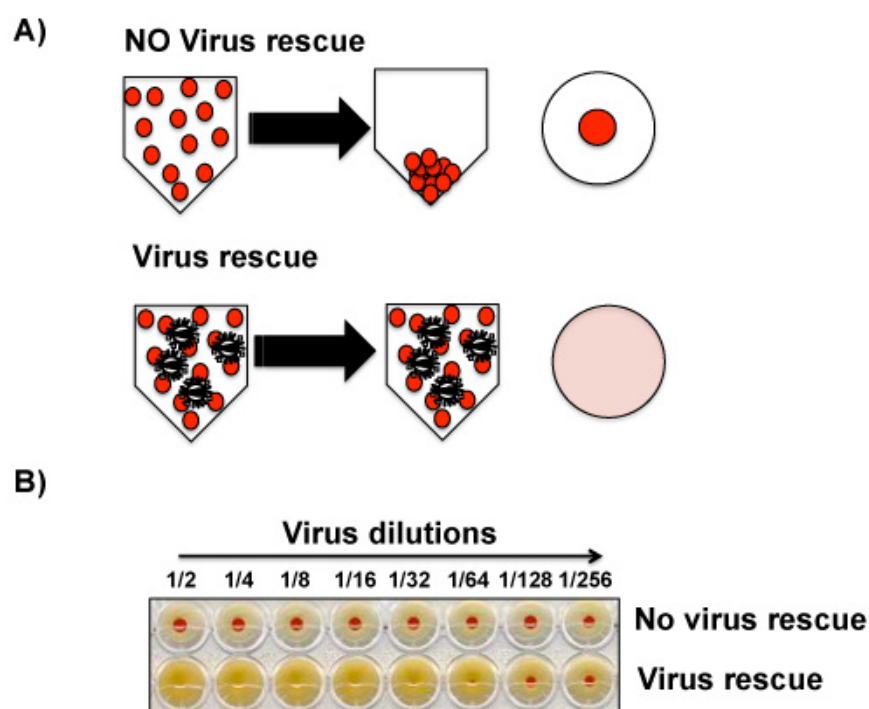 A)
NO Virus rescue
Virus rescue
B)
Virus dilutions
1/2 1/4 1/8 1/16 1/32 1/64 1/128 1/256
No virus rescue
Virus rescue